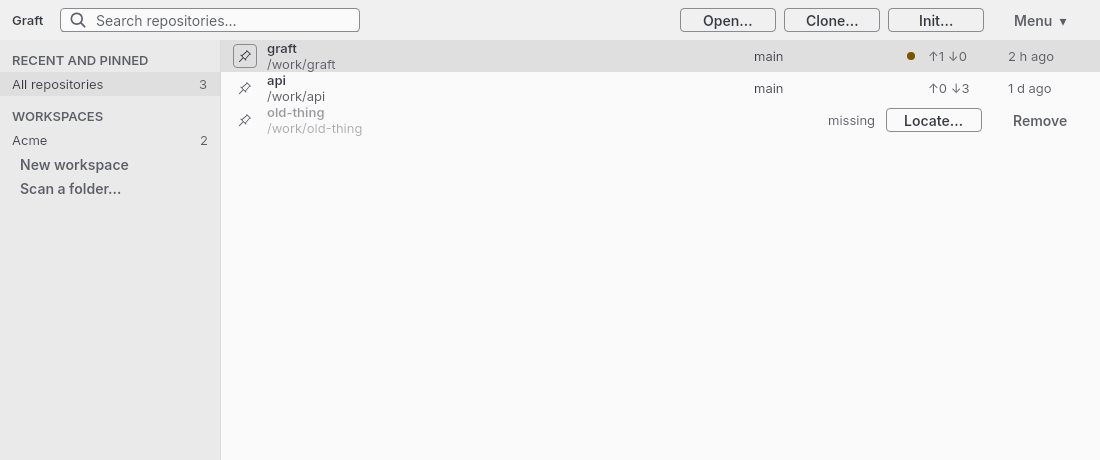 Graft
Search repositories...
Open...
Clone...
Init...
Menu ▾
RECENT AND PINNED
All repositories 3
WORKSPACES
Acme 2
New workspace
Scan a folder...
graft
/work/graft
main
↑1 ↓0
2 h ago
api
/work/api
main
↑0 ↓3
1 d ago
old-thing
/work/old-thing
missing
Locate...
Remove